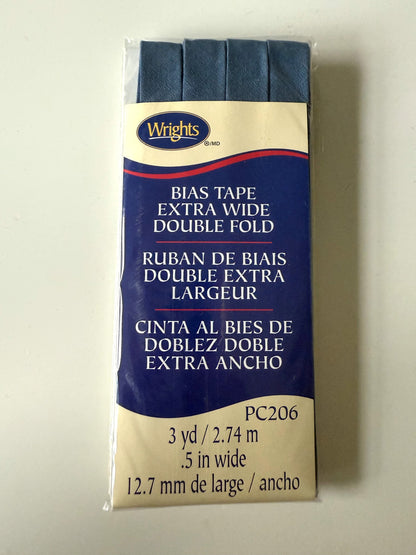 Wrights
®/MD
BIAS TAPE
EXTRA WIDE
DOUBLE FOLD
RUBAN DE BIAIS
DOUBLE EXTRA
LARGEUR
CINTA AL BIES DE
DOBLEZ DOBLE
EXTRA ANCHO
PC206
3 yd / 2.74 m
.5 in wide
12.7 mm de large / ancho